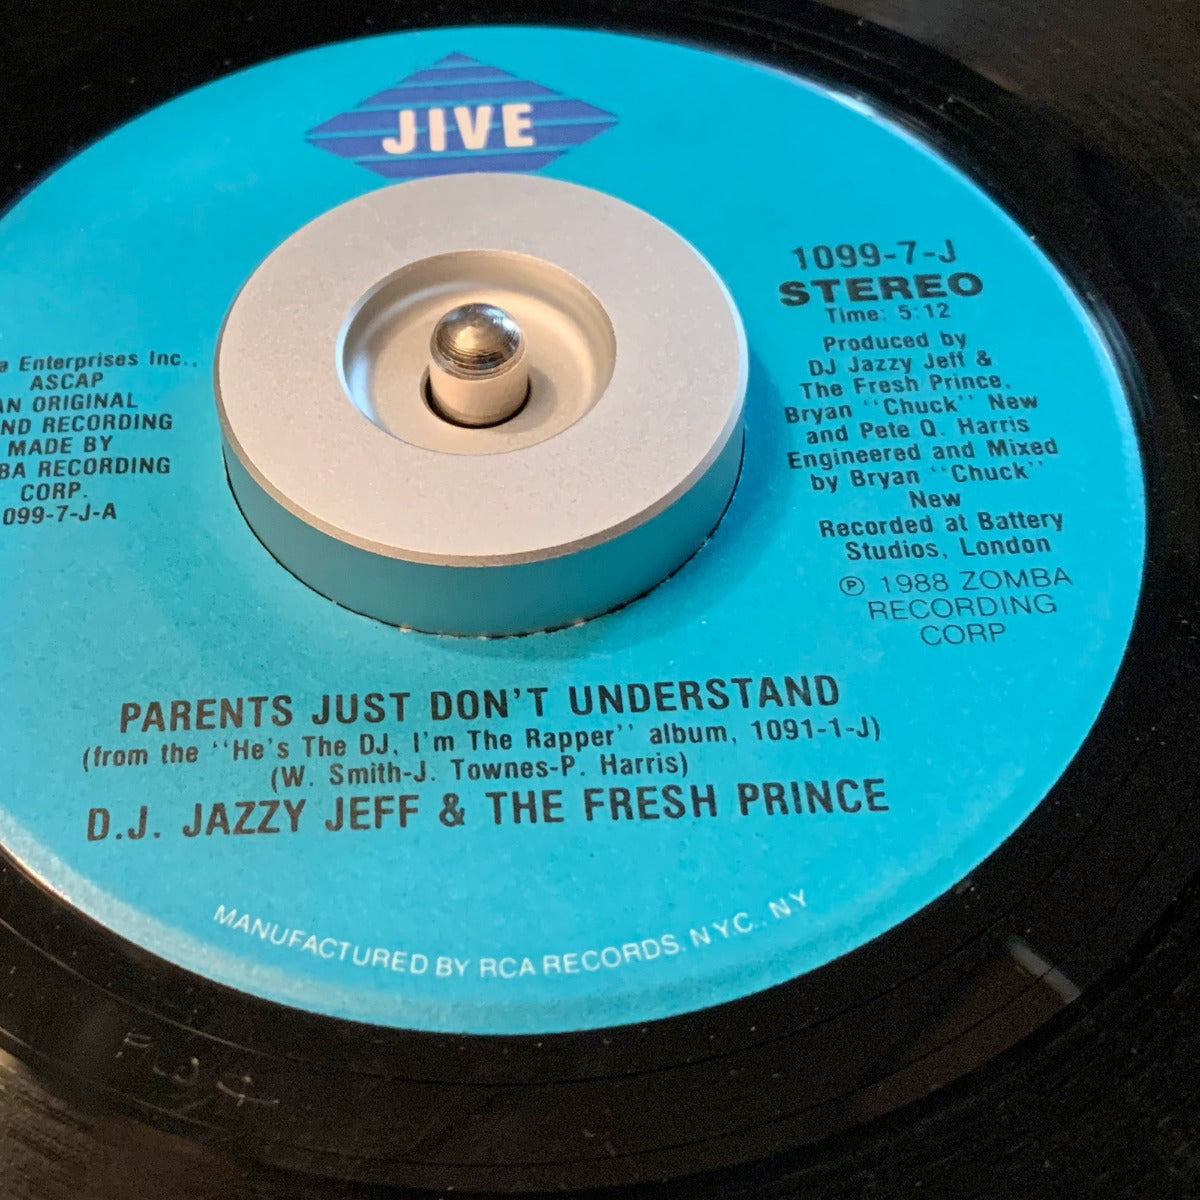 JIVE
Enterprises Inc.,
ASCAP
AN ORIGINAL
RECORDING
MADE BY
RECORDING
CORP.
099-7-J-A
1099-7-J
STEREO
Time: 5:12
Produced by
DJ Jazzy Jeff &
The Fresh Prince,
Bryan "Chuck" New
and Pete Q. Harris
Engineered and Mixed
by Bryan "Chuck"
New
Recorded at Battery
Studios, London
℗ 1988 ZOMBA
RECORDING
CORP.
PARENTS JUST DON'T UNDERSTAND
(from the "He's The DJ, I'm The Rapper" album, 1091-1-J)
(W. Smith-J. Townes-P. Harris)
D.J. JAZZY JEFF & THE FRESH PRINCE
MANUFACTURED BY RCA RECORDS, N.Y.C., NY